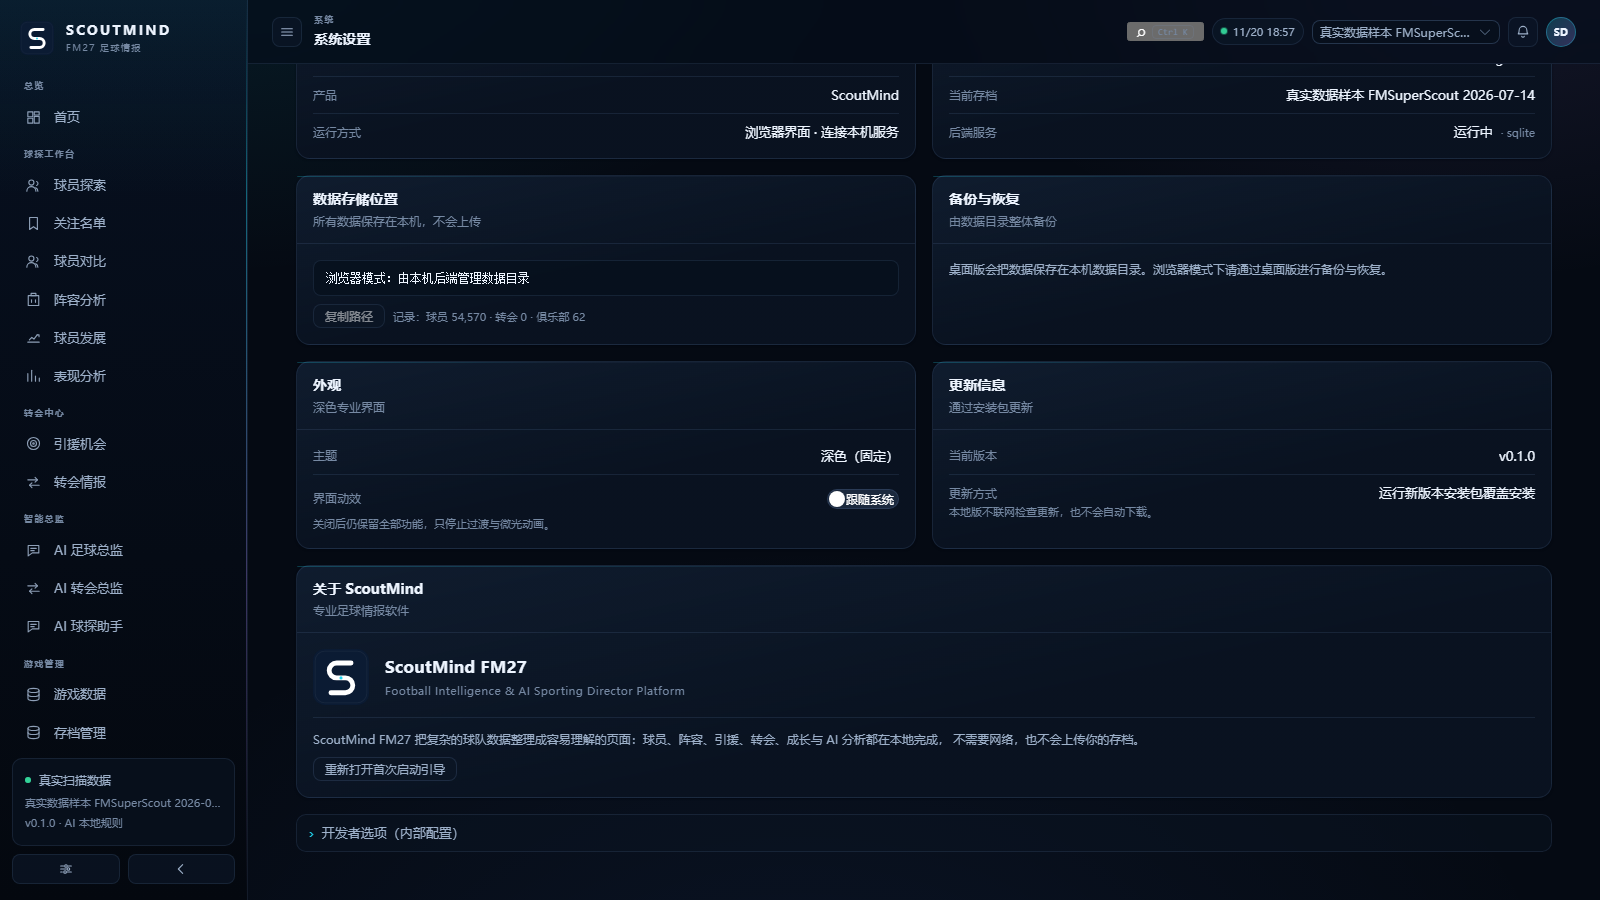 SCOUTMIND
FM27 足球情报
总览
首页
球探工作台
球员探索
关注名单
球员对比
阵容分析
球员发展
表现分析
转会中心
引援机会
转会情报
智能总监
AI 足球总监
AI 转会总监
AI 球探助手
游戏管理
游戏数据
存档管理
真实扫描数据
真实数据样本 FMSuperScout 2026-0...
v0.1.0 · AI 本地规则
系统
系统设置
Ctrl K
11/20 18:57
真实数据样本 FMSuperSc...
SD
产品
ScoutMind
运行方式
浏览器界面 · 连接本机服务
当前存档
真实数据样本 FMSuperScout 2026-07-14
后端服务
运行中 · sqlite
数据存储位置
所有数据保存在本机，不会上传
浏览器模式：由本机后端管理数据目录
复制路径
记录：球员 54,570 · 转会 0 · 俱乐部 62
备份与恢复
由数据目录整体备份
桌面版会把数据保存在本机数据目录。浏览器模式下请通过桌面版进行备份与恢复。
外观
深色专业界面
主题
深色（固定）
界面动效
跟随系统
关闭后仍保留全部功能，只停止过渡与微光动画。
更新信息
通过安装包更新
当前版本
v0.1.0
更新方式
运行新版本安装包覆盖安装
本地版不联网检查更新，也不会自动下载。
关于 ScoutMind
专业足球情报软件
ScoutMind FM27
Football Intelligence & AI Sporting Director Platform
ScoutMind FM27 把复杂的球队数据整理成容易理解的页面：球员、阵容、引援、转会、成长与 AI 分析都在本地完成， 不需要网络，也不会上传你的存档。
重新打开首次启动引导
开发者选项（内部配置）